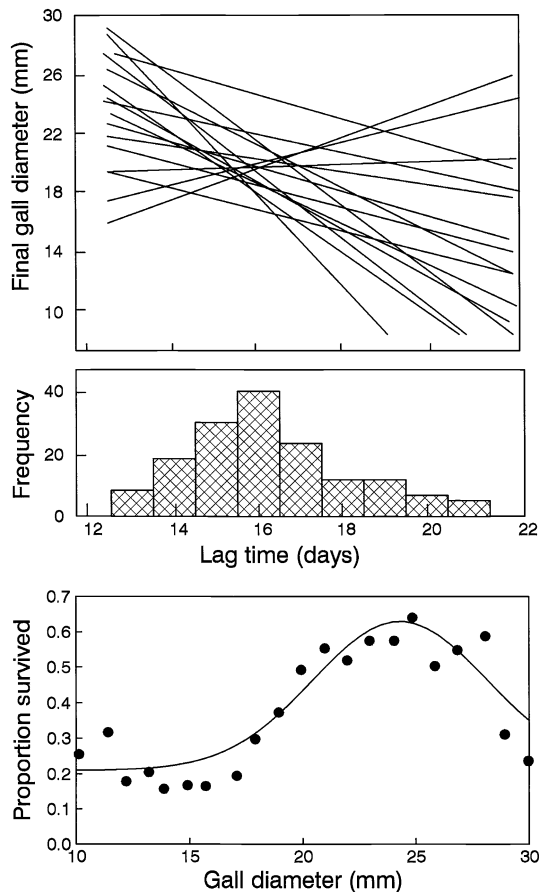 30
26
22
18
14
10
Final gall diameter (mm)
40
20
0
Frequency
12 14 16 18 20 22
Lag time (days)
0.7
0.6
0.5
0.4
0.3
0.2
0.1
0.0
Proportion survived
10 15 20 25 30
Gall diameter (mm)